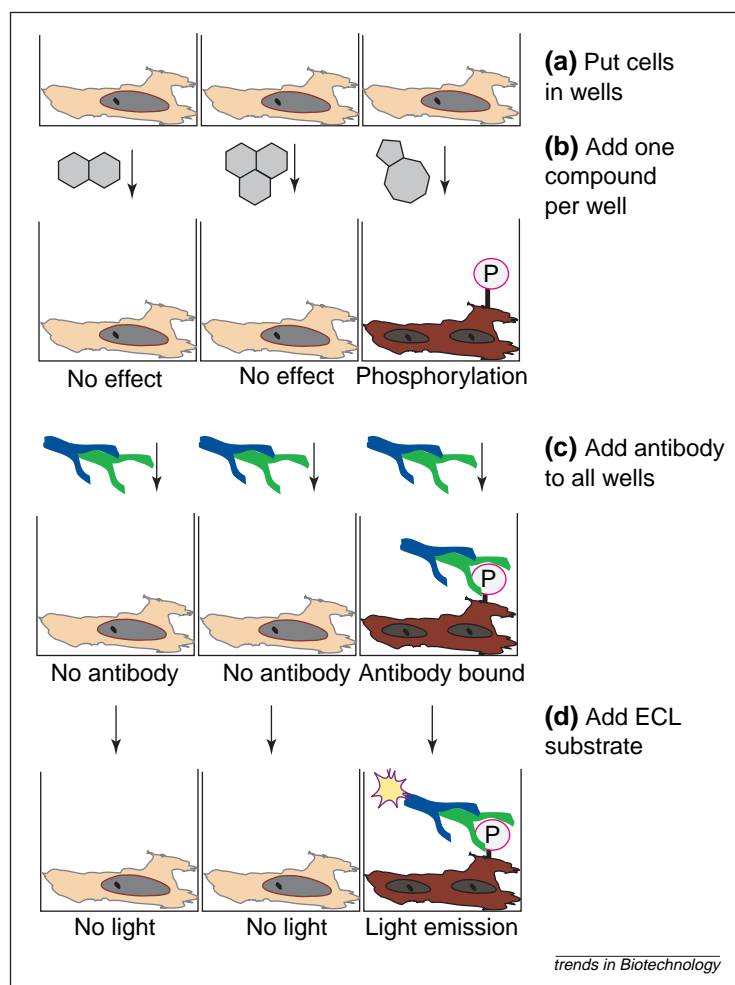 (a) Put cells
in wells
(b) Add one
compound
per well
P
No effect
No effect
Phosphorylation
(c) Add antibody
to all wells
P
No antibody
No antibody
Antibody bound
(d) Add ECL
substrate
P
No light
No light
Light emission
trends in Biotechnology